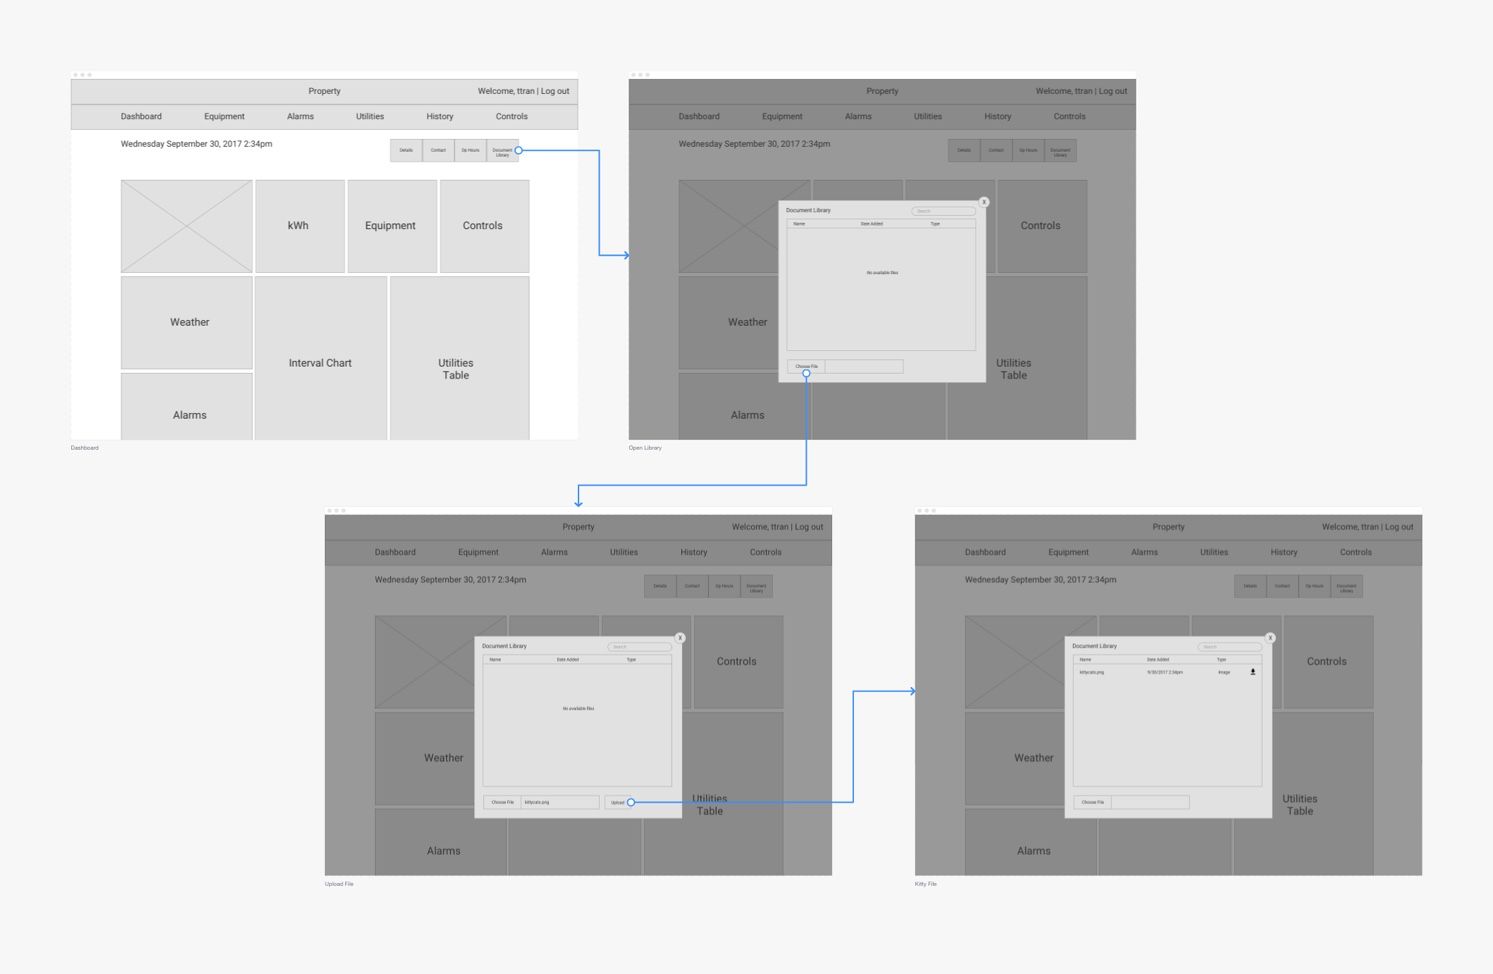 Property
Welcome, ttran | Log out
Dashboard Equipment Alarms Utilities History Controls
Wednesday September 30, 2017 2:34pm
Details Contact Op Hours Document Library
kWh
Equipment
Controls
Weather
Interval Chart
Utilities
Table
Alarms
Dashboard
Property
Welcome, ttran | Log out
Dashboard Equipment Alarms Utilities History Controls
Wednesday September 30, 2017 2:34pm
Details Contact Op Hours Document Library
Controls
Document Library
Search
X
Name Date Added Type
No available files
Choose File
Weather
Utilities
Table
Alarms
Open Library
Property
Welcome, ttran | Log out
Dashboard Equipment Alarms Utilities History Controls
Wednesday September 30, 2017 2:34pm
Details Contact Op Hours Document Library
Controls
Document Library
Search
X
Name Date Added Type
No available files
Choose File kittycats.png Upload
Weather
Utilities
Table
Alarms
Upload File
Property
Welcome, ttran | Log out
Dashboard Equipment Alarms Utilities History Controls
Wednesday September 30, 2017 2:34pm
Details Contact Op Hours Document Library
Controls
Document Library
Search
X
Name Date Added Type
kittycats.png 9/30/2017 2:34pm Image
Choose File
Weather
Utilities
Table
Alarms
Kitty File